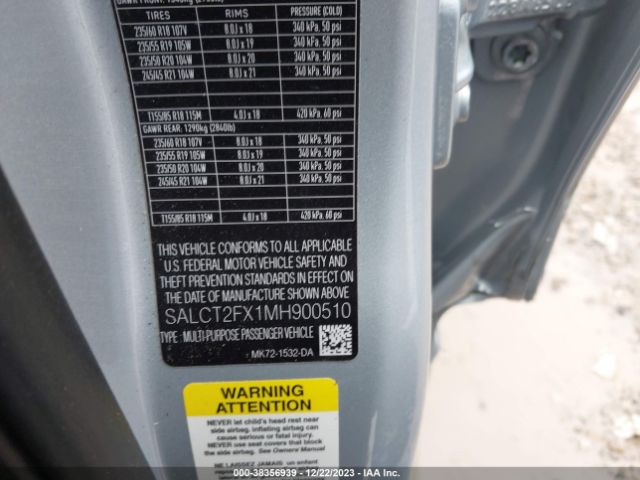 GAWR FRONT:
TIRES RIMS PRESSURE (COLD)
235/60 R18 107V 8.0J x 18 340 kPa, 50 psi
235/55 R19 105W 8.0J x 19 340 kPa, 50 psi
235/50 R20 104W 8.0J x 20 340 kPa, 50 psi
245/45 R21 104W 8.0J x 21 340 kPa, 50 psi
T155/85 R18 115M 4.0J x 18 420 kPa, 60 psi
GAWR REAR: 1290kg (2840lb)
235/60 R18 107V 8.0J x 18 340 kPa, 50 psi
235/55 R19 105W 8.0J x 19 340 kPa, 50 psi
235/50 R20 104W 8.0J x 20 340 kPa, 50 psi
245/45 R21 104W 8.0J x 21 340 kPa, 50 psi
T155/85 R18 115M 4.0J x 18 420 kPa, 60 psi
THIS VEHICLE CONFORMS TO ALL APPLICABLE
U.S. FEDERAL MOTOR VEHICLE SAFETY AND
THEFT PREVENTION STANDARDS IN EFFECT ON
THE DATE OF MANUFACTURE SHOWN ABOVE
SALCT2FX1MH900510
TYPE : MULTI-PURPOSE PASSENGER VEHICLE
MK72-1532-DA
WARNING
ATTENTION
NEVER let child's head rest near
side airbag, inflating airbag can
cause serious or fatal injury.
NEVER use seat covers that block
the side airbag. See Owners Manual
NE LAISSEZ JAMAIS: un enfant
00-38356939 - 12/22/2023 - IAA Inc.